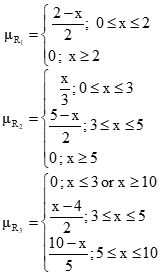 μR₁ = { (2-x)/2; 0≤x≤2
0; x≥2
μR₂ = { x/3; 0≤x≤3
(5-x)/2; 3≤x≤5
0; x≥5
μR₃ = { 0; x≤3 or x≥10
(x-4)/2; 3≤x≤5
(10-x)/5; 5≤x≤10